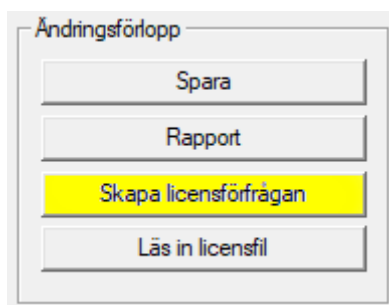 Ändringsförlopp
Spara
Rapport
Skapa licensförfrågan
Läs in licensfil